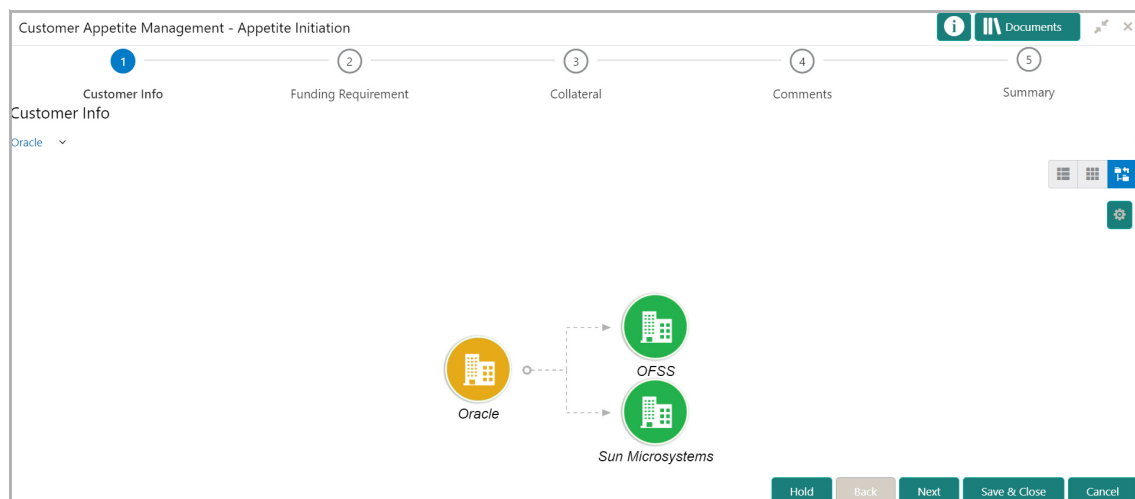 Customer Appetite Management - Appetite Initiation
i Documents
1 2 3 4 5
Customer Info Funding Requirement Collateral Comments Summary
Customer Info
Oracle
OFSS
Oracle
Sun Microsystems
Hold Back Next Save & Close Cancel